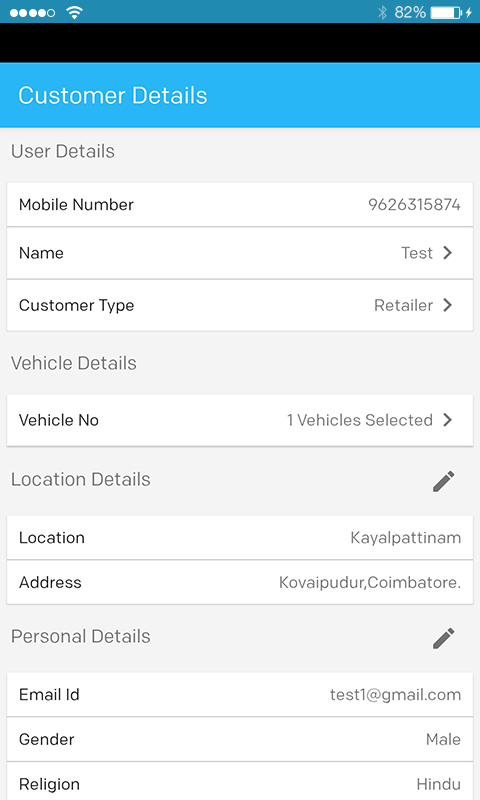 82%
Customer Details
User Details
Mobile Number 9626315874
Name Test
Customer Type Retailer
Vehicle Details
Vehicle No 1 Vehicles Selected
Location Details
Location Kayalpattinam
Address Kovaipudur,Coimbatore.
Personal Details
Email Id test1@gmail.com
Gender Male
Religion Hindu